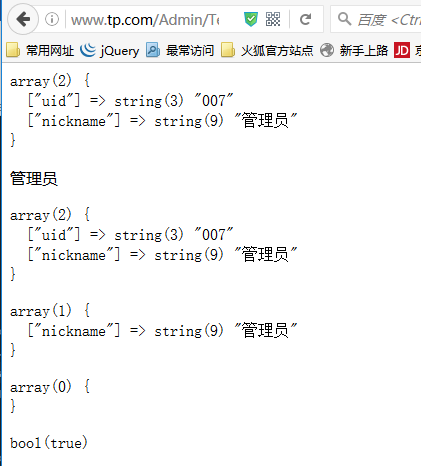 www.tp.com/Admin/Te
百度 <Ctrl
常用网址 jQuery 最常访问 火狐官方站点 新手上路 JD
array(2) {
["uid"] => string(3) "007"
["nickname"] => string(9) "管理员"
}
管理员
array(2) {
["uid"] => string(3) "007"
["nickname"] => string(9) "管理员"
}
array(1) {
["nickname"] => string(9) "管理员"
}
array(0) {
}
bool(true)